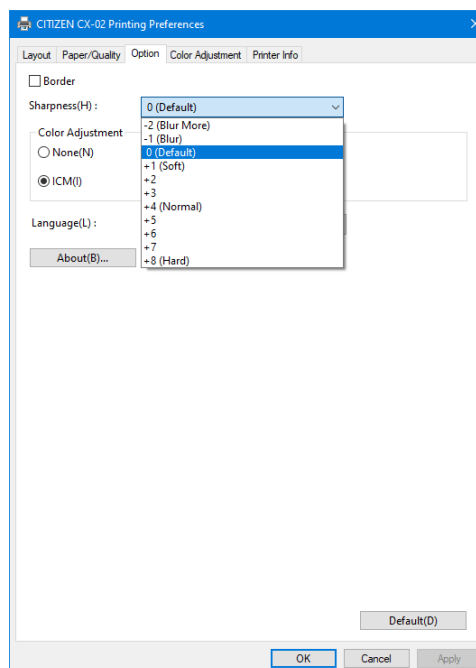 CITIZEN CX-02 Printing Preferences
Layout Paper/Quality Option Color Adjustment Printer Info
Border
Sharpness(H) : 0 (Default)
-2 (Blur More)
-1 (Blur)
0 (Default)
+1 (Soft)
+2
+3
+4 (Normal)
+5
+6
+7
+8 (Hard)
Color Adjustment
None(N)
ICM(I)
Language(L) :
About(B)...
Default(D)
OK Cancel Apply